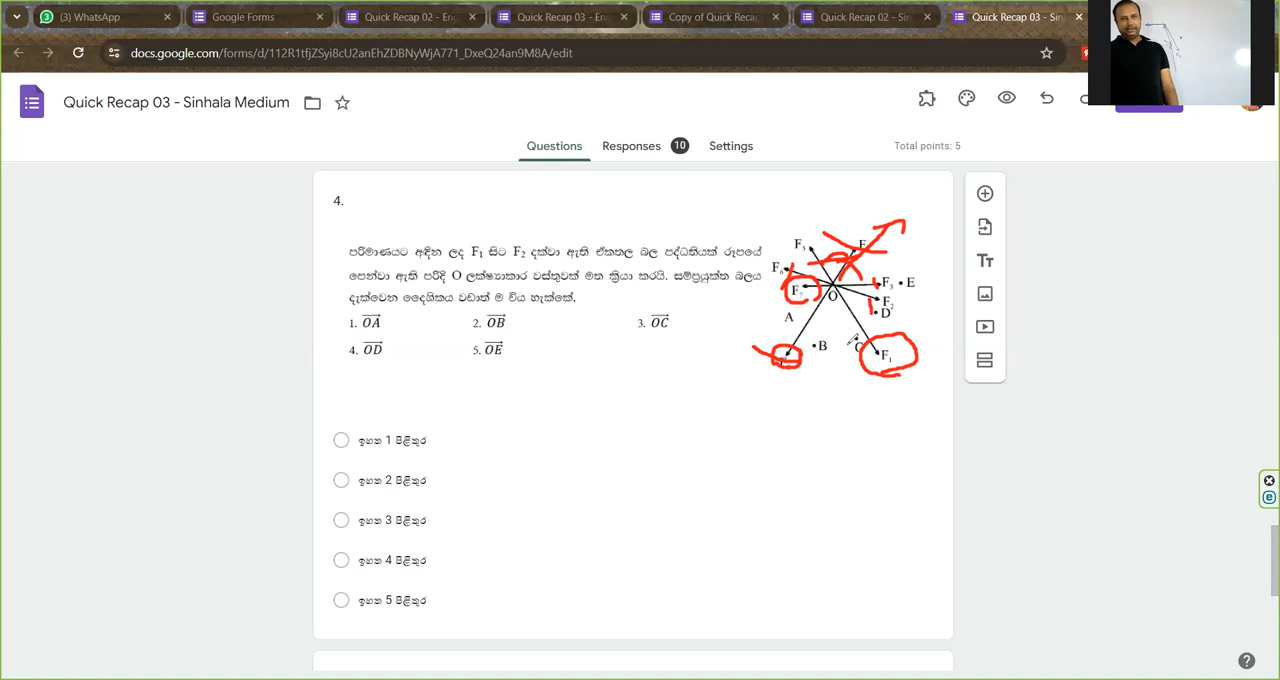 (3) WhatsApp
Google Forms
Quick Recap 02 - En
Quick Recap 03 - En
Copy of Quick Recap
Quick Recap 02 - Sin
Quick Recap 03 - Sin
docs.google.com/forms/d/112R1tfjZSyi8cU2anEhZDBNyWjA771_DxeQ24an9M8A/edit
Quick Recap 03 - Sinhala Medium
Questions
Responses 10
Settings
Total points: 5
4.
පරිමාණයට අඳින ලද F₁ සිට F₂ දක්වා ඇති ඒකතල බල පද්ධතියක් රූපයේ
පෙන්වා ඇති පරිදි O ලක්ෂ්‍යාකාර වස්තුවක් මත ක්‍රියා කරයි. සම්ප්‍රයුක්ත බලය
දැක්වෙන දෛශිකය වඩාත් ම විය හැක්කේ,
1. OA 2. OB 3. OC
4. OD 5. OE
F₅ F
F₆
F₇ O F₃ E
F₂
A D
B C F₁
ඉහත 1 පිළිතුර
ඉහත 2 පිළිතුර
ඉහත 3 පිළිතුර
ඉහත 4 පිළිතුර
ඉහත 5 පිළිතුර